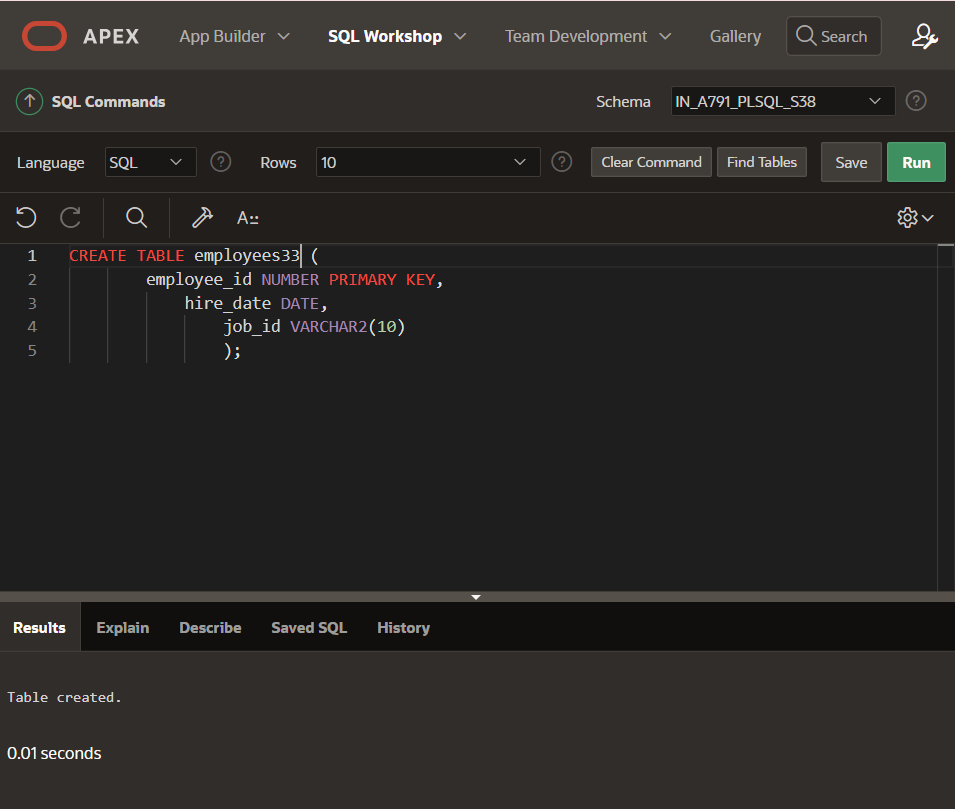 APEX App Builder SQL Workshop Team Development Gallery Search
SQL Commands Schema IN_A791_PLSQL_S38 ?
Language SQL ? Rows 10 ? Clear Command Find Tables Save Run
A::
1 CREATE TABLE employees33 (
2 employee_id NUMBER PRIMARY KEY,
3 hire_date DATE,
4 job_id VARCHAR2(10)
5 );
Results Explain Describe Saved SQL History
Table created.
0.01 seconds